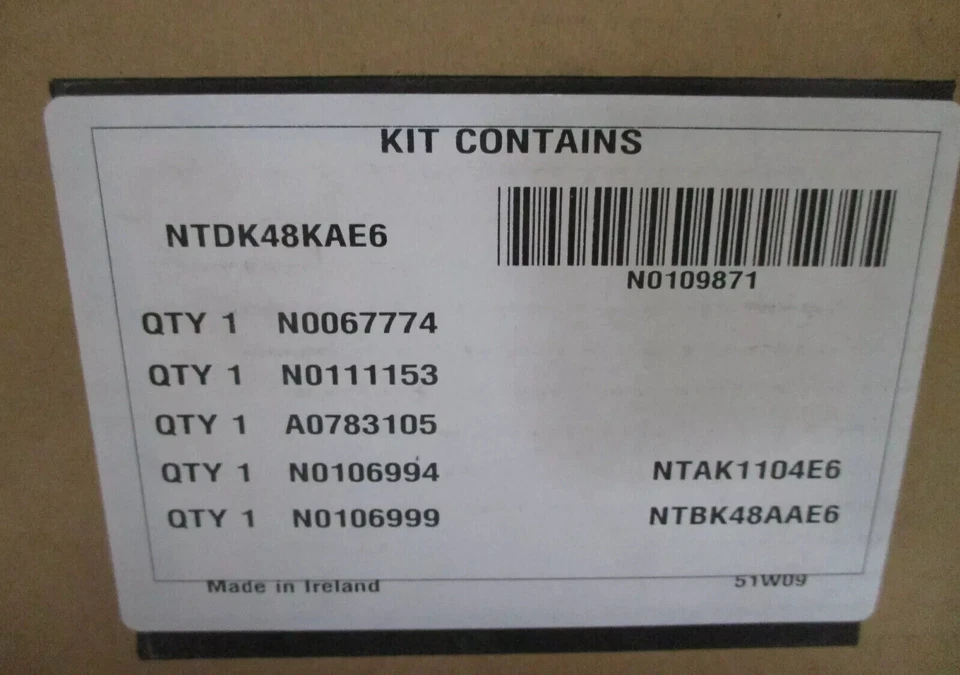 KIT CONTAINS
NTDK48KAE6
N0109871
QTY 1 N0067774
QTY 1 N0111153
QTY 1 A0783105
QTY 1 N0106994 NTAK1104E6
QTY 1 N0106999 NTBK48AAE6
Made in Ireland 51W09